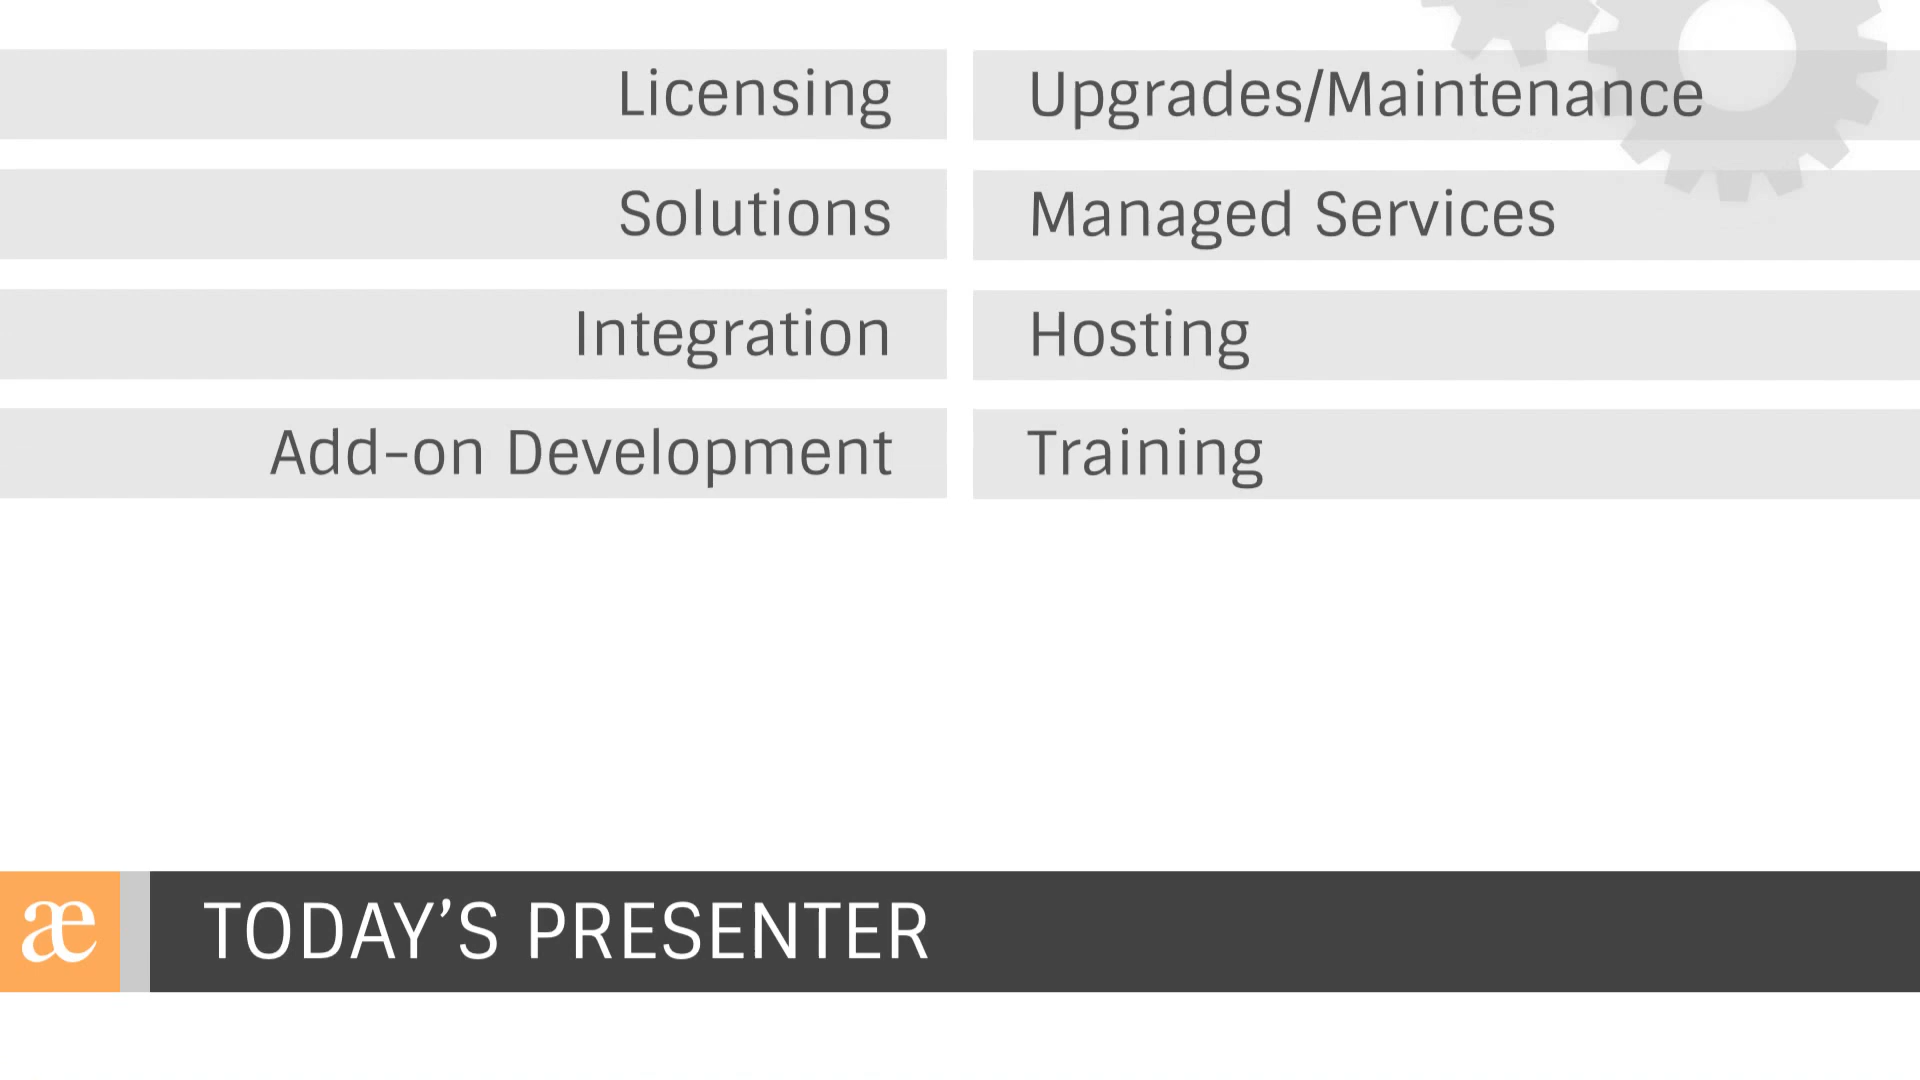 Licensing
Upgrades/Maintenance
Solutions
Managed Services
Integration
Hosting
Add-on Development
Training
æ
TODAY’S PRESENTER